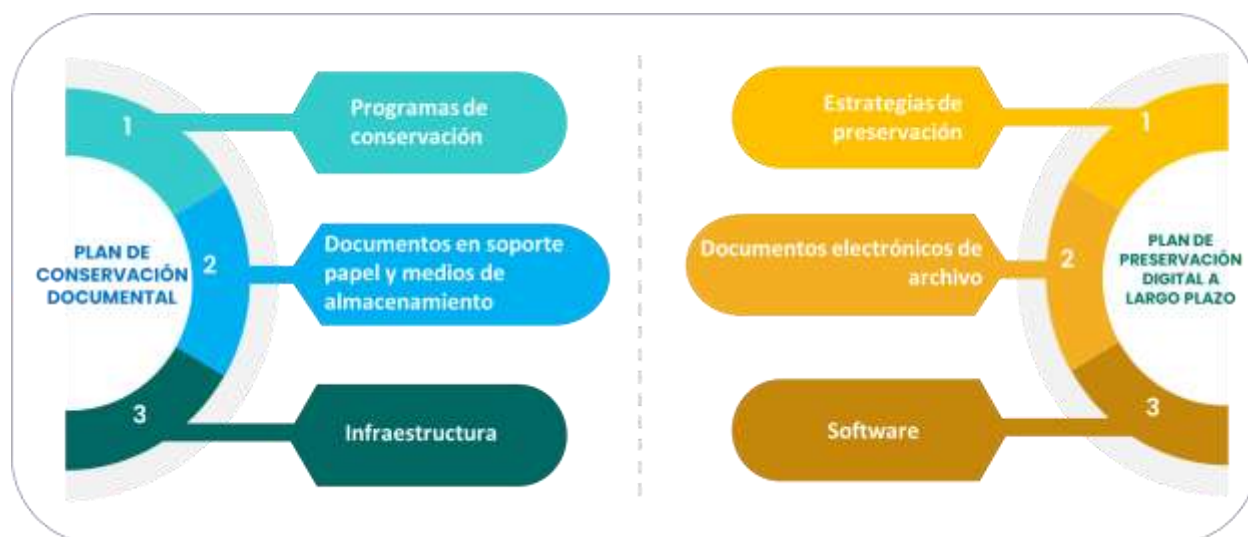 PLAN DE
CONSERVACIÓN
DOCUMENTAL
1
Programas de
conservación
2
Documentos en soporte
papel y medios de
almacenamiento
3
Infraestructura
Estrategias de
preservación
1
Documentos electrónicos de
archivo
2
Software
3
PLAN DE
PRESERVACIÓN
DIGITAL A
LARGO PLAZO